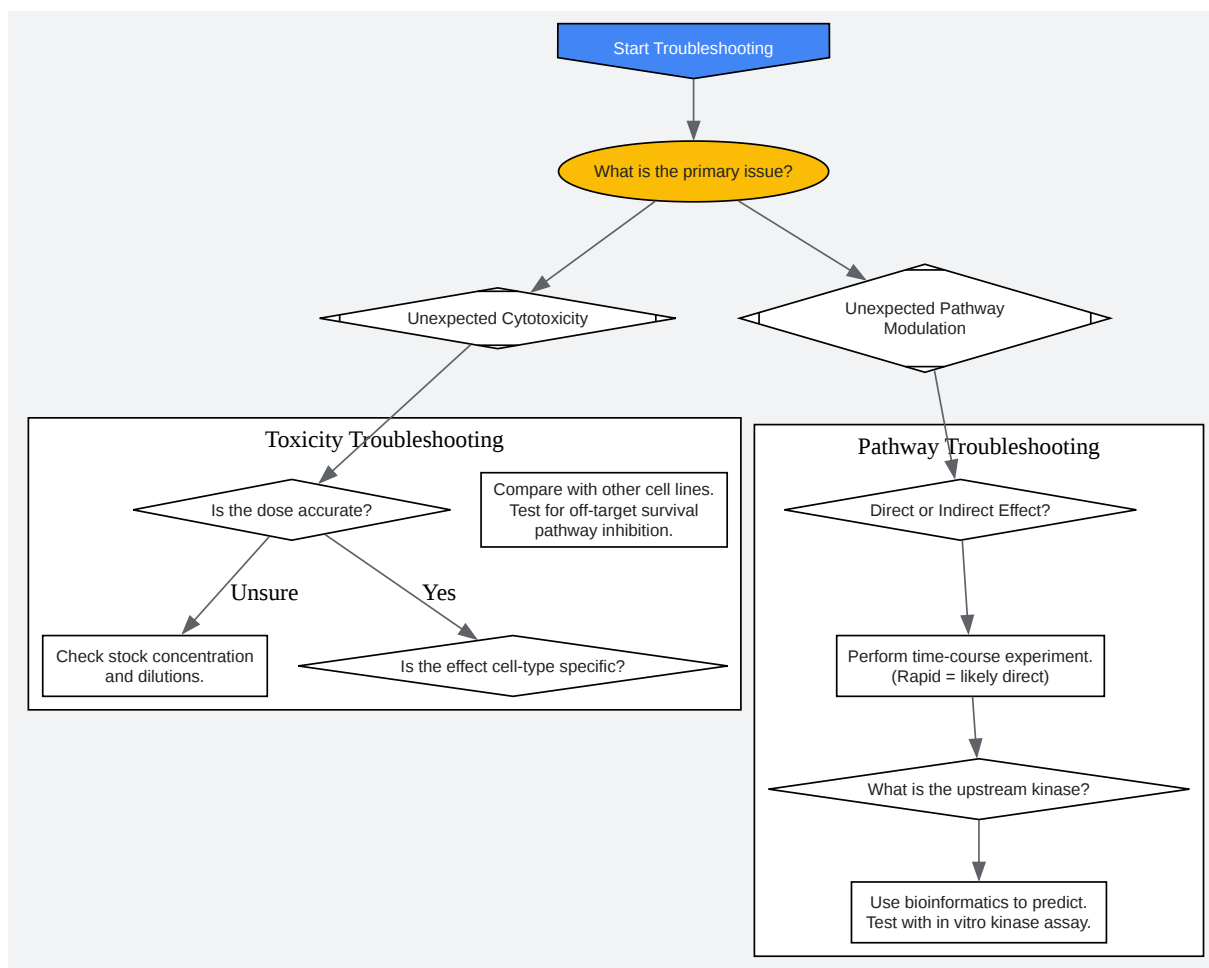 Start Troubleshooting
What is the primary issue?
Unexpected Cytotoxicity
Unexpected Pathway
Modulation
Toxicity Troubleshooting
Is the dose accurate?
Compare with other cell lines.
Test for off-target survival
pathway inhibition.
Unsure
Yes
Check stock concentration
and dilutions.
Is the effect cell-type specific?
Pathway Troubleshooting
Direct or Indirect Effect?
Perform time-course experiment.
(Rapid = likely direct)
What is the upstream kinase?
Use bioinformatics to predict.
Test with in vitro kinase assay.